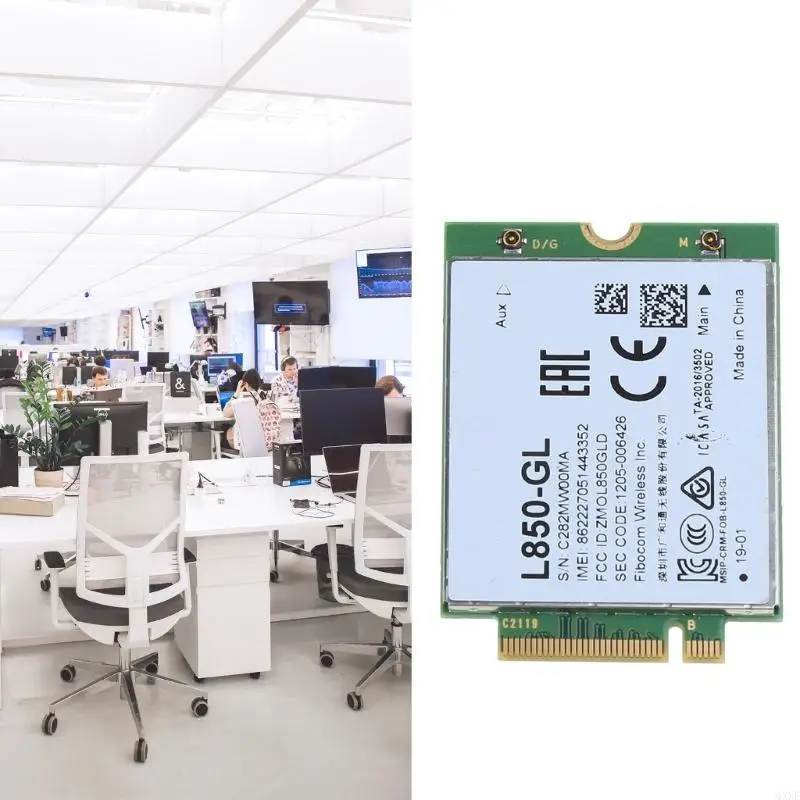 &
D/G
M
Aux
Main
Made in China
EAC
CE
ICASA TA-2016/3502
APPROVED
L850-GL
S/N: C282MW00MA
IMEI: 862227051443352
FCC ID:ZMOL850GLD
SEC CODE:1205-006426
Fibocom Wireless Inc.
深圳市广和通无线股份有限公司
MSIP-CRM-FOB-L850-GL
19-01
C2119
B